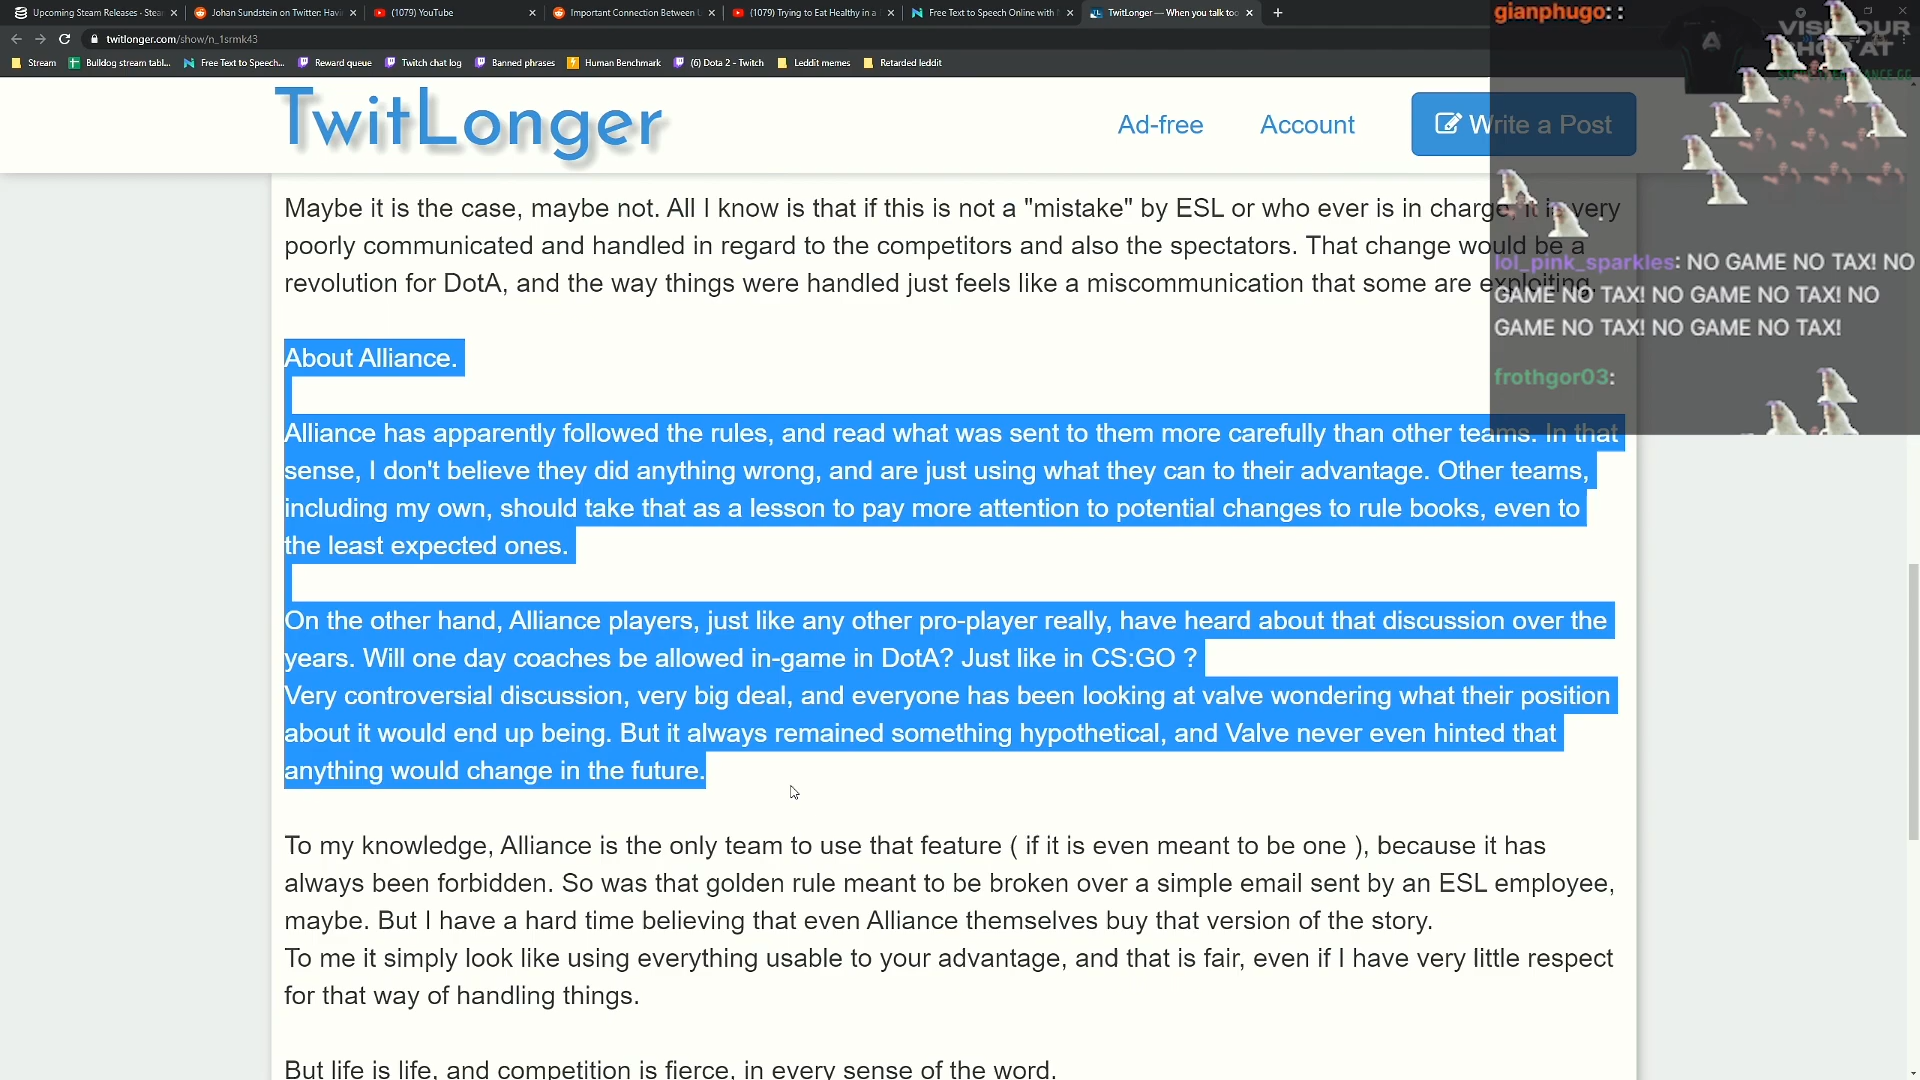 Upcoming Steam Releases - Stea
Johan Sundstein on Twitter: Havi
(1079) YouTube
Important Connection Between
(1079) Trying to Eat Healthy in a
Free Text to Speech Online with
TwitLonger — When you talk too
twitlonger.com/show/n_1srmk43
Stream
Bulldog stream tabl...
Free Text to Speech...
Reward queue
Twitch chat log
Banned phrases
Human Benchmark
(6) Dota 2 - Twitch
Leddit memes
Retarded leddit
TwitLonger
Ad-free
Account
Write a Post
Maybe it is the case, maybe not. All I know is that if this is not a "mistake" by ESL or who ever is in charge, it is very
poorly communicated and handled in regard to the competitors and also the spectators. That change would be a
revolution for DotA, and the way things were handled just feels like a miscommunication that some are exploiting.
About Alliance.
Alliance has apparently followed the rules, and read what was sent to them more carefully than other teams. In that
sense, I don't believe they did anything wrong, and are just using what they can to their advantage. Other teams,
including my own, should take that as a lesson to pay more attention to potential changes to rule books, even to
the least expected ones.
On the other hand, Alliance players, just like any other pro-player really, have heard about that discussion over the
years. Will one day coaches be allowed in-game in DotA? Just like in CS:GO ?
Very controversial discussion, very big deal, and everyone has been looking at valve wondering what their position
about it would end up being. But it always remained something hypothetical, and Valve never even hinted that
anything would change in the future.
To my knowledge, Alliance is the only team to use that feature ( if it is even meant to be one ), because it has
always been forbidden. So was that golden rule meant to be broken over a simple email sent by an ESL employee,
maybe. But I have a hard time believing that even Alliance themselves buy that version of the story.
To me it simply look like using everything usable to your advantage, and that is fair, even if I have very little respect
for that way of handling things.
But life is life, and competition is fierce, in every sense of the word.
gianphugo: :
lol_pink_sparkles: NO GAME NO TAX! NO
GAME NO TAX! NO GAME NO TAX! NO
GAME NO TAX! NO GAME NO TAX!
frothgor03: